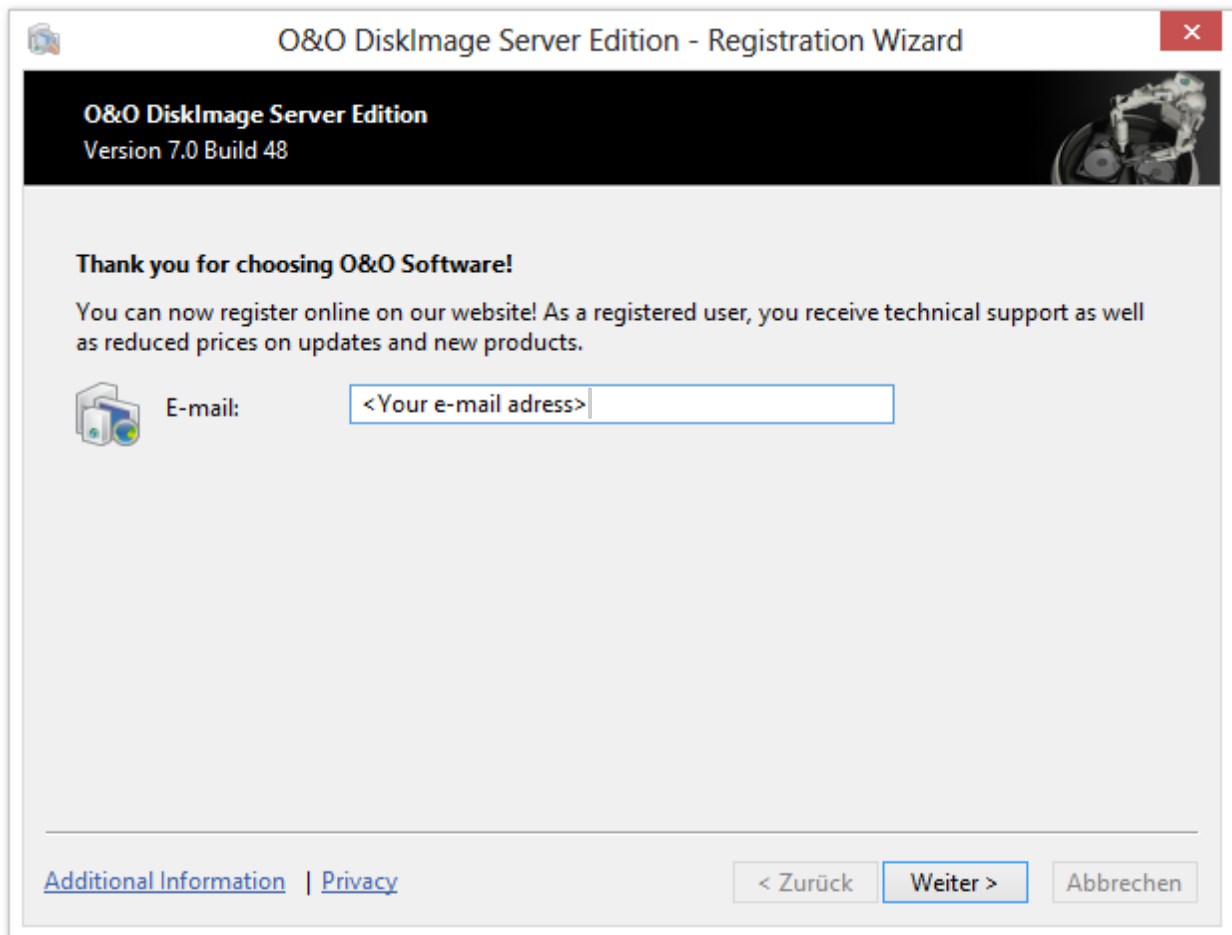 O&O DiskImage Server Edition - Registration Wizard
O&O DiskImage Server Edition
Version 7.0 Build 48
Thank you for choosing O&O Software!
You can now register online on our website! As a registered user, you receive technical support as well
as reduced prices on updates and new products.
E-mail: <Your e-mail adress>
Additional Information | Privacy < Zurück Weiter > Abbrechen